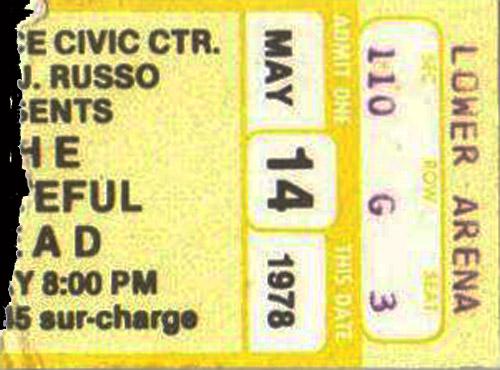 CE CIVIC CTR.
J. RUSSO
SENTS
HE
TEFUL
AD
Y 8:00 PM
5 sur-charge
MAY
14
1978
ADMIT ONE
THIS DATE
SEC ROW SEAT
110 G 3
LOWER ARENA